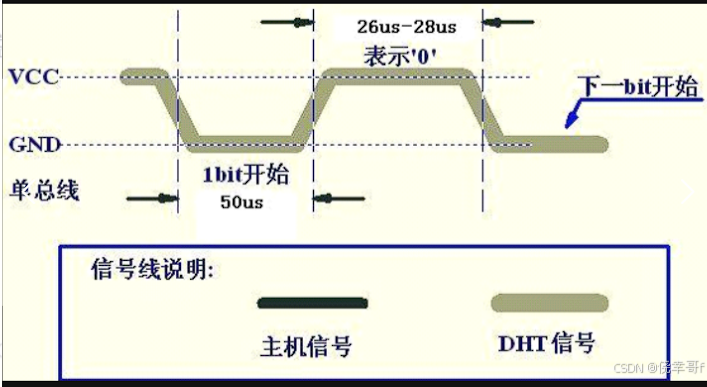 26us-28us
表示'0'
VCC
下一bit开始
GND
1bit开始
单总线
50us
信号线说明:
主机信号
DHT信号
CSDN @侥幸哥f